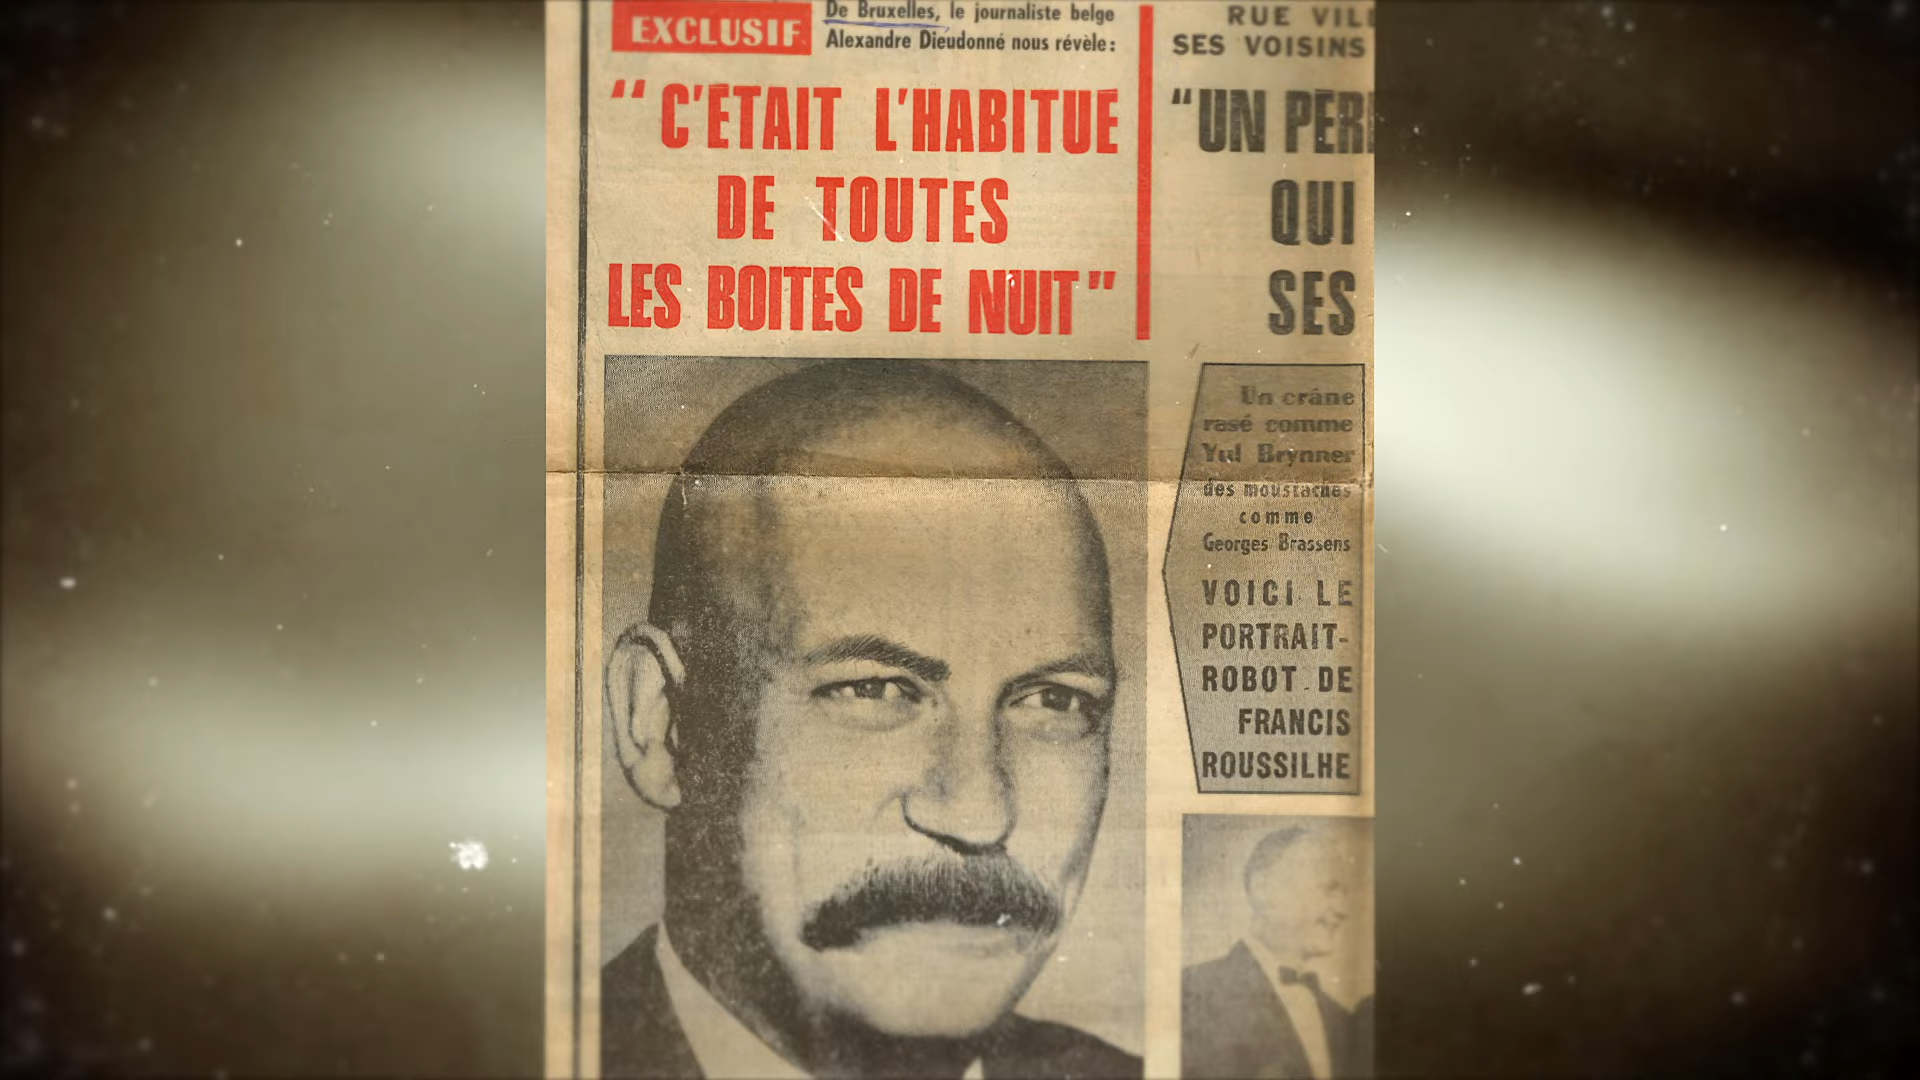 EXCLUSIF
De Bruxelles, le journaliste belge
Alexandre Dieudonné nous révèle :
“C'ETAIT L'HABITUÉ
DE TOUTES
LES BOITES DE NUIT”
RUE
SES VOISINS
“UN
QUI
SES
Un crâne
rasé comme
Yul Brynner
des moustaches
comme
Georges Brassens
VOICI LE
PORTRAIT-
ROBOT DE
FRANCIS
ROUSSILHE